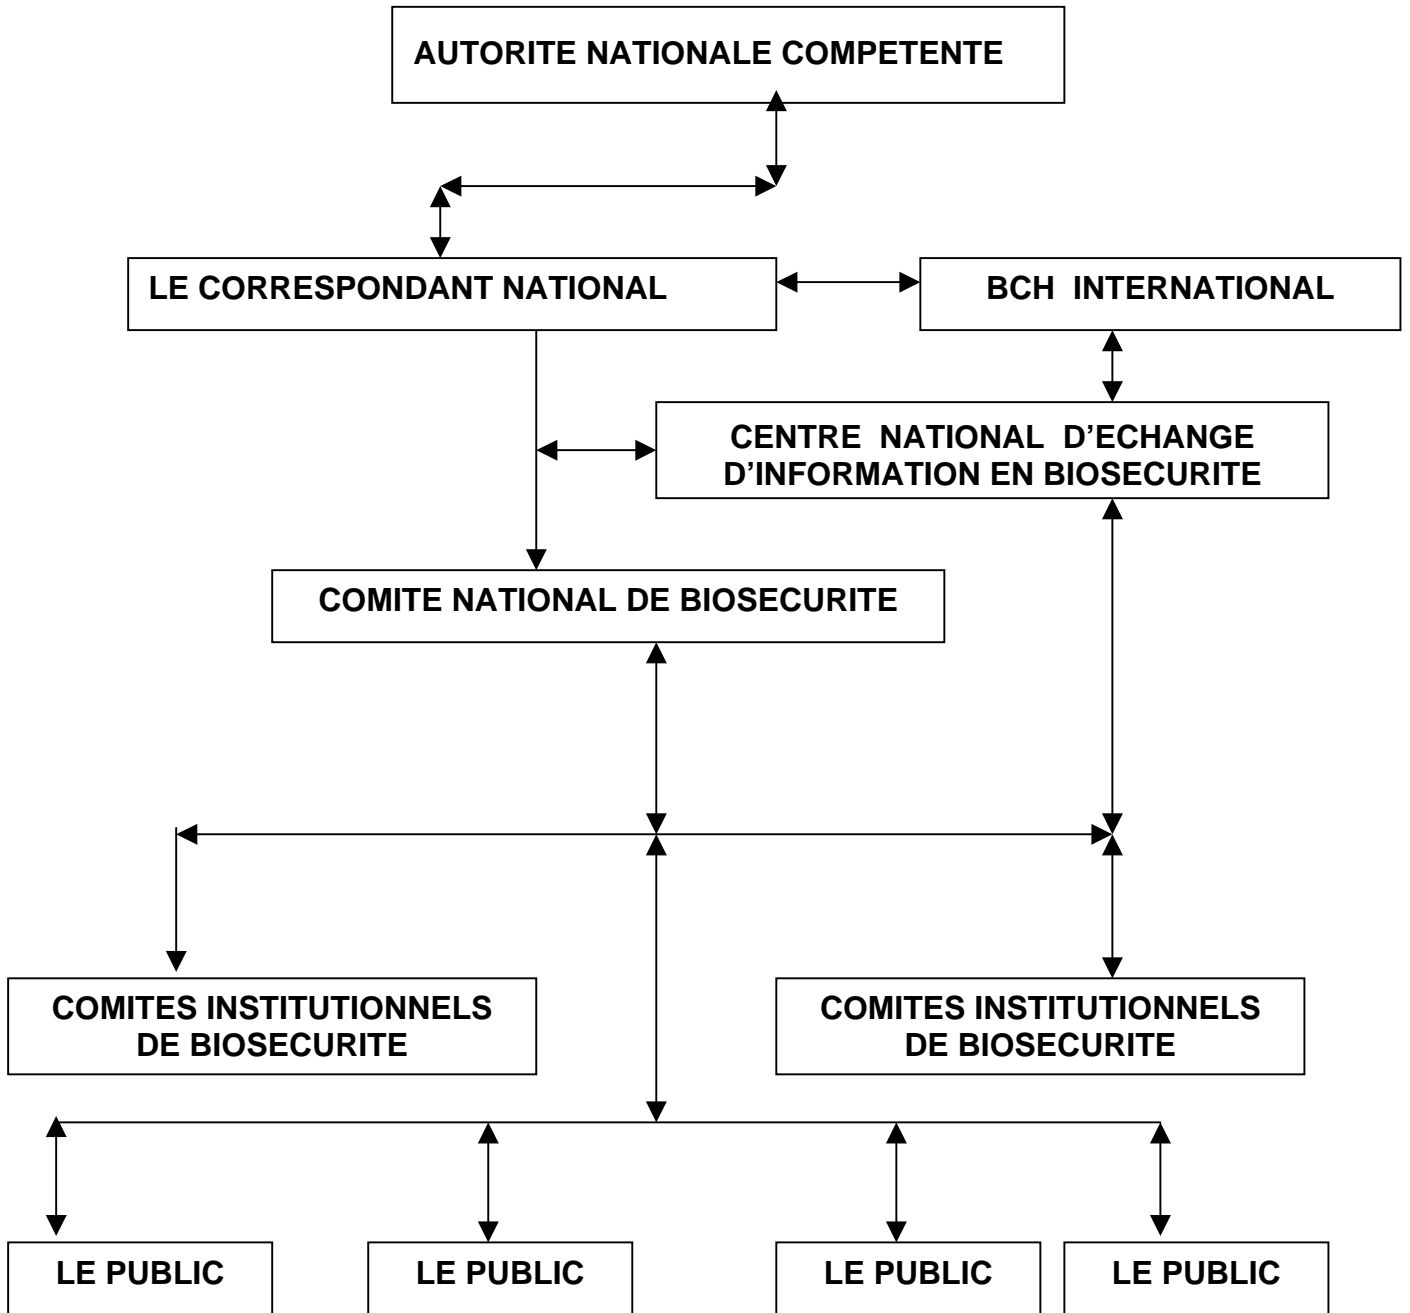 AUTORITE NATIONALE COMPETENTE
LE CORRESPONDANT NATIONAL
BCH INTERNATIONAL
CENTRE NATIONAL D’ECHANGE
D’INFORMATION EN BIOSECURITE
COMITE NATIONAL DE BIOSECURITE
COMITES INSTITUTIONNELS
DE BIOSECURITE
COMITES INSTITUTIONNELS
DE BIOSECURITE
LE PUBLIC
LE PUBLIC
LE PUBLIC
LE PUBLIC